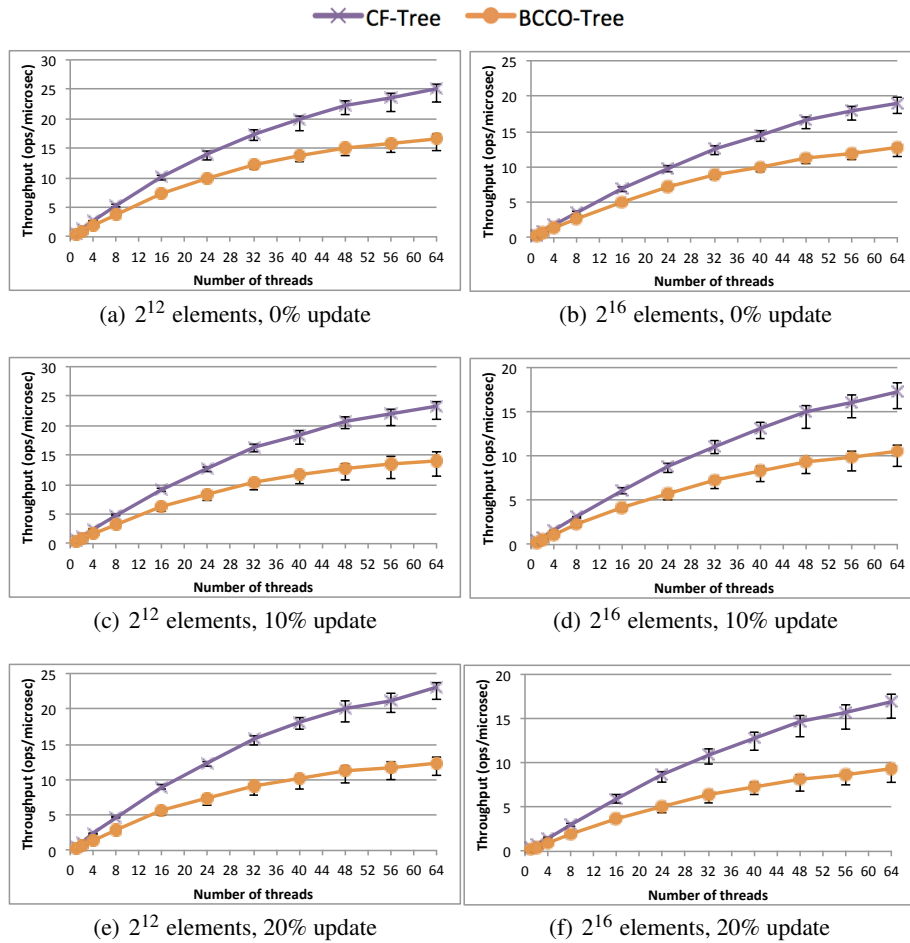 CF-Tree BCCO-Tree
Throughput (ops/microsec)
30
25
20
15
10
5
0
0 4 8 12 16 20 24 28 32 36 40 44 48 52 56 60 64
Number of threads
(a) 2^12 elements, 0% update
Throughput (ops/microsec)
25
20
15
10
5
0
0 4 8 12 16 20 24 28 32 36 40 44 48 52 56 60 64
Number of threads
(b) 2^16 elements, 0% update
Throughput (ops/microsec)
30
25
20
15
10
5
0
0 4 8 12 16 20 24 28 32 36 40 44 48 52 56 60 64
Number of threads
(c) 2^12 elements, 10% update
Throughput (ops/microsec)
20
15
10
5
0
0 4 8 12 16 20 24 28 32 36 40 44 48 52 56 60 64
Number of threads
(d) 2^16 elements, 10% update
Throughput (ops/microsec)
25
20
15
10
5
0
0 4 8 12 16 20 24 28 32 36 40 44 48 52 56 60 64
Number of threads
(e) 2^12 elements, 20% update
Throughput (ops/microsec)
20
15
10
5
0
0 4 8 12 16 20 24 28 32 36 40 44 48 52 56 60 64
Number of threads
(f) 2^16 elements, 20% update